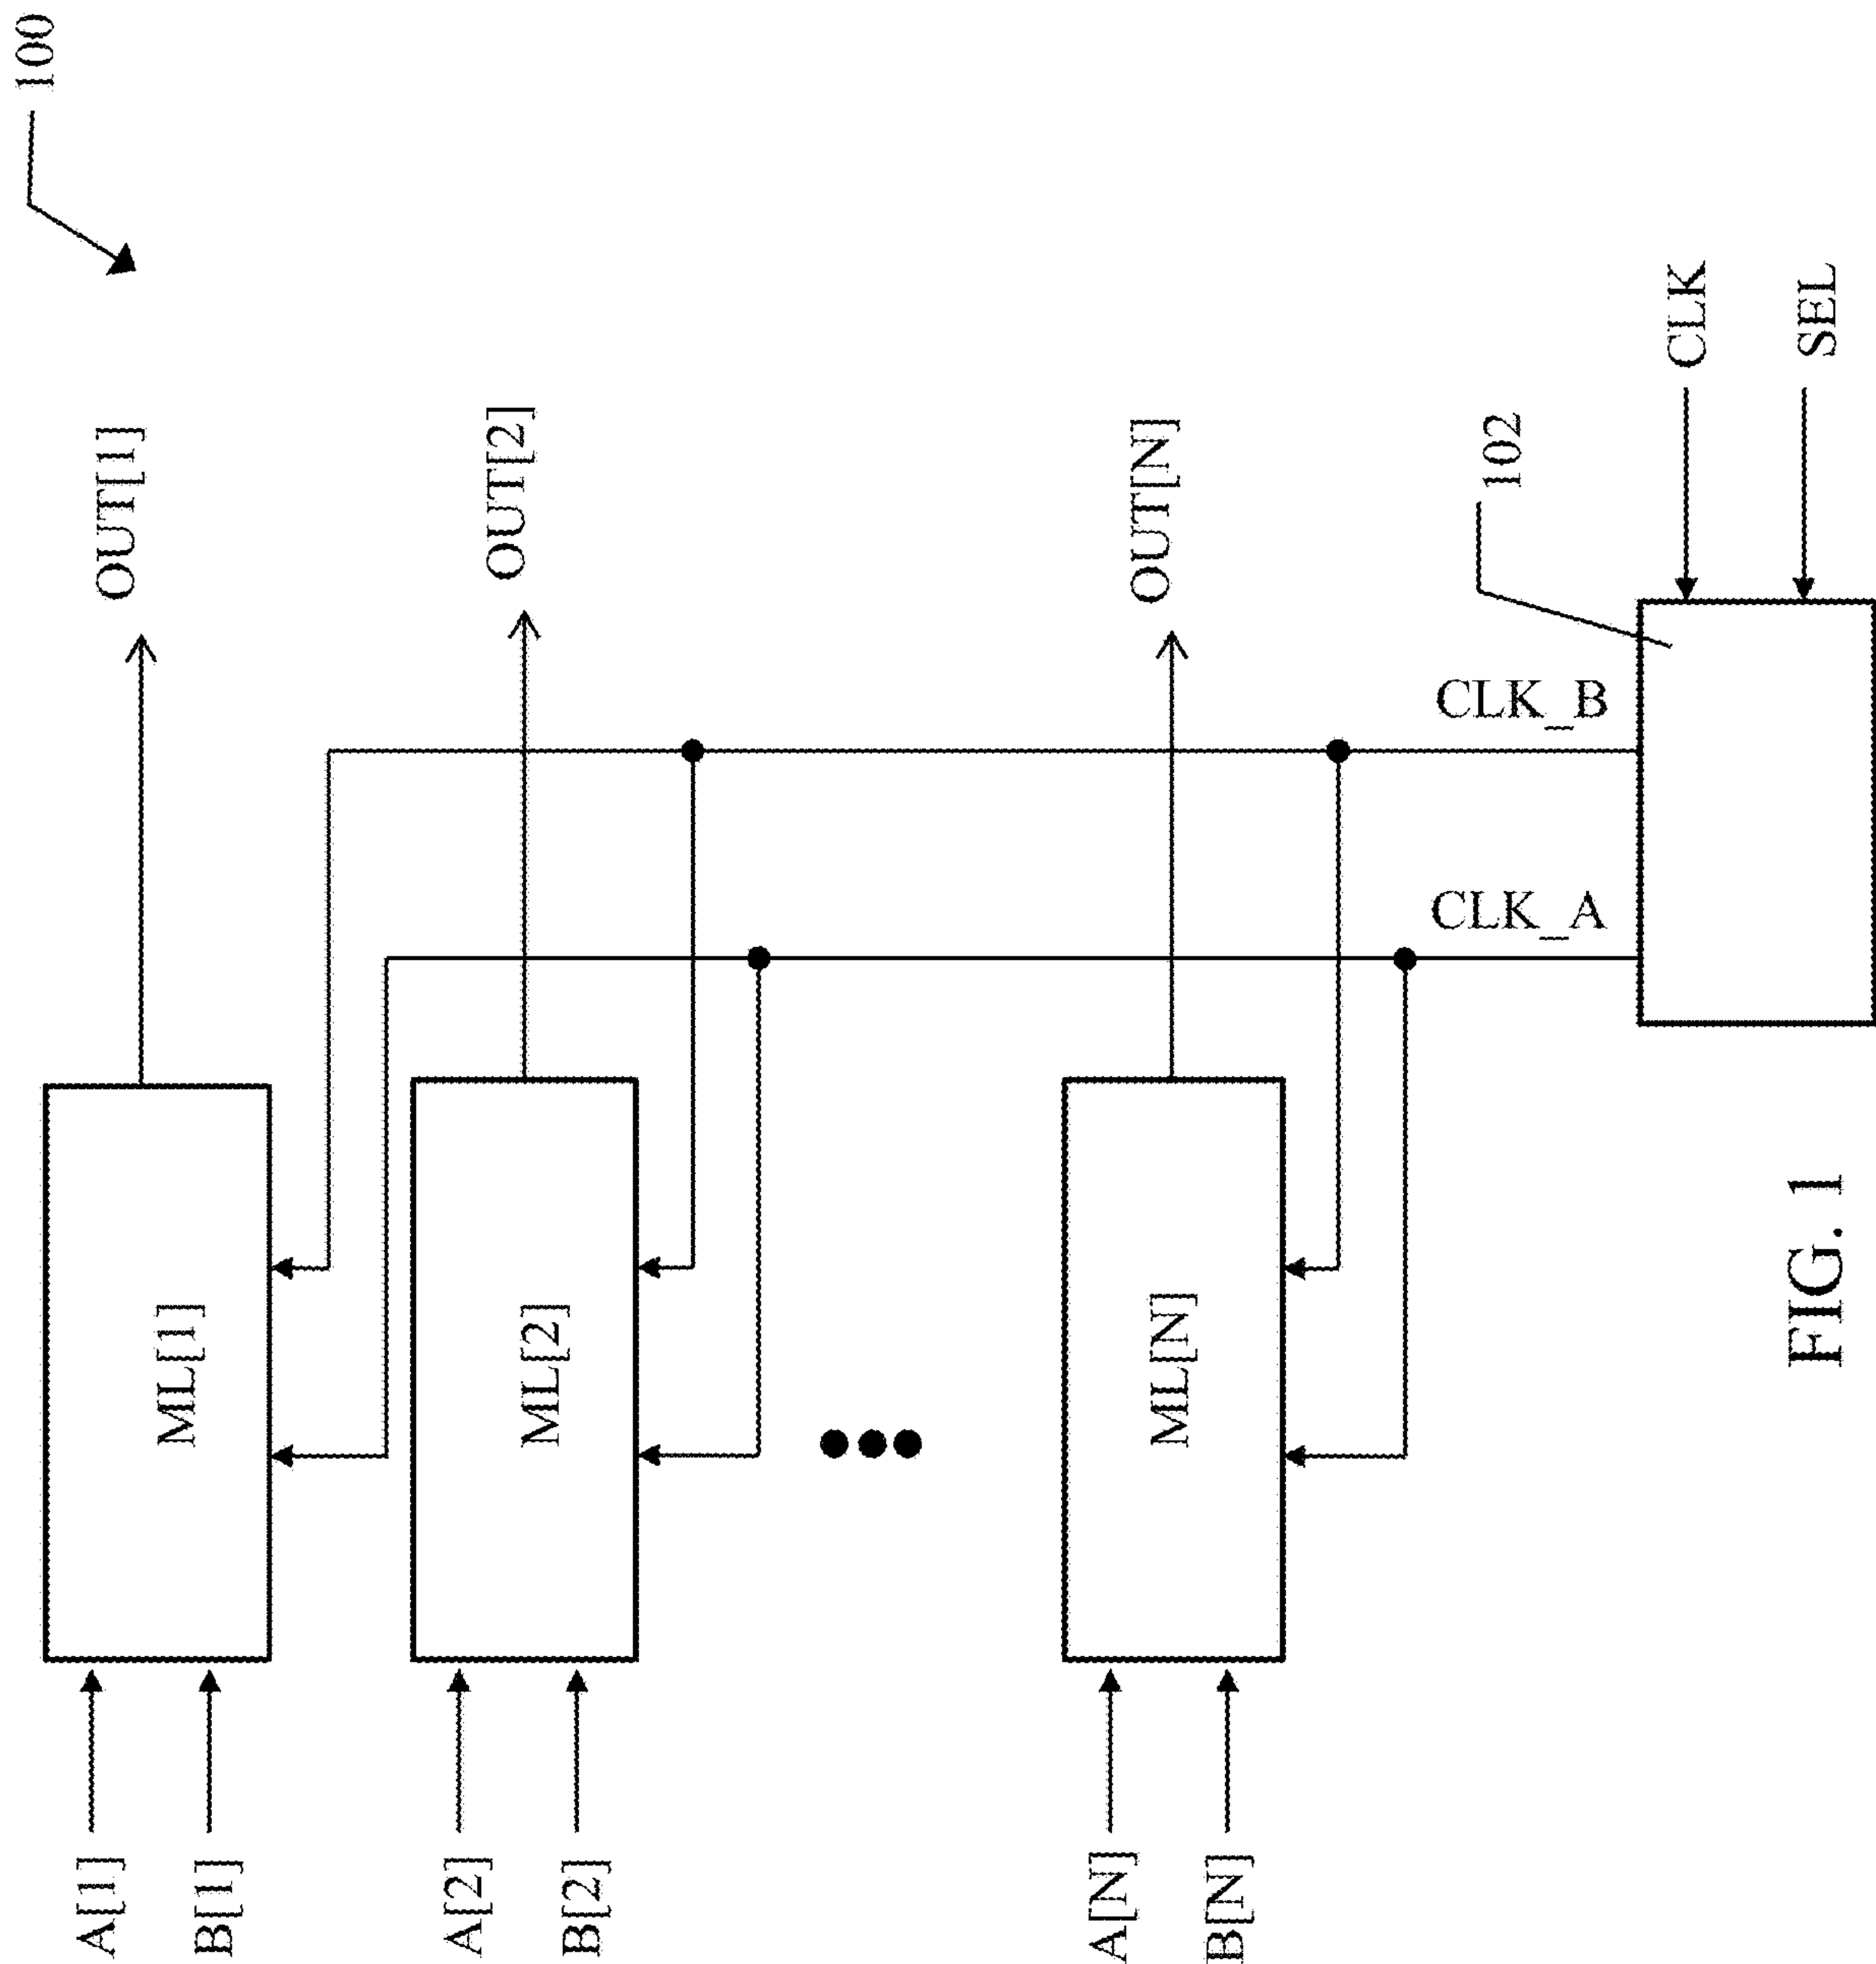 100
A[1]
B[1]
ML[1]
OUT[1]
A[2]
B[2]
ML[2]
OUT[2]
A[N]
B[N]
ML[N]
OUT[N]
CLK_A
CLK_B
102
CLK
SEL
FIG. 1